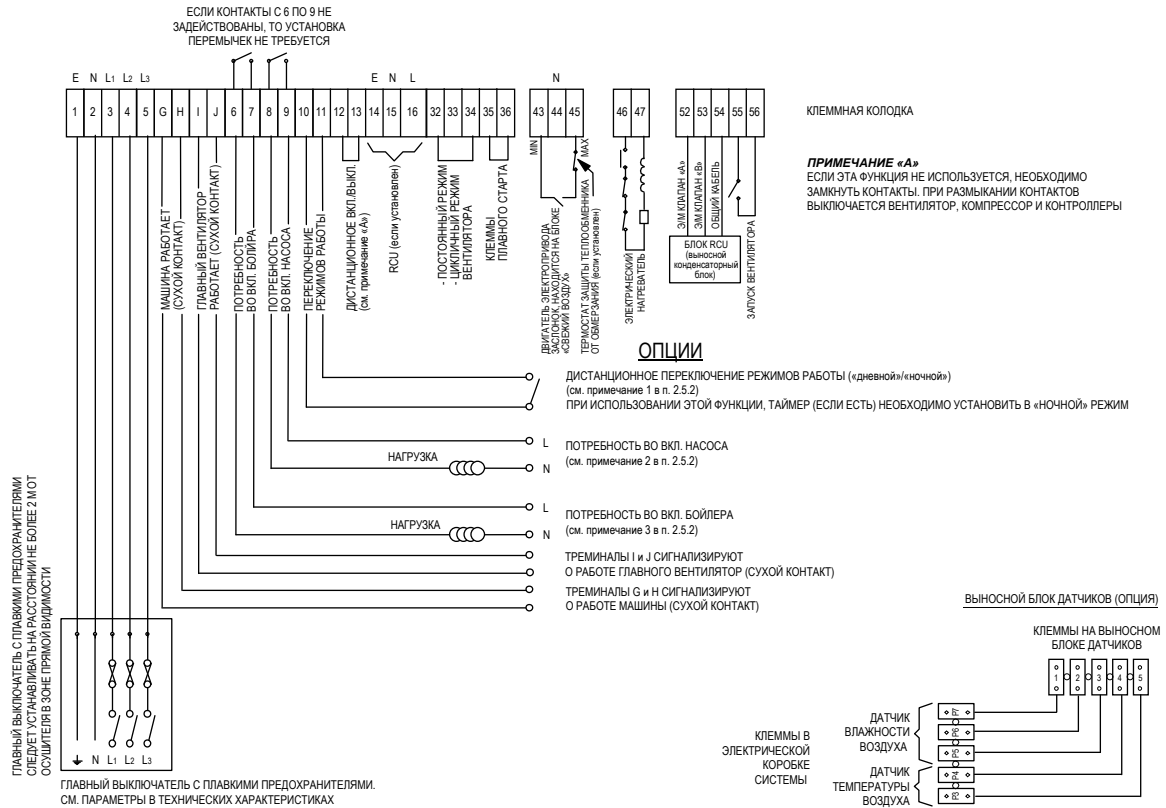 ЕСЛИ КОНТАКТЫ С 6 ПО 9 НЕ
ЗАДЕЙСТВОВАНЫ, ТО УСТАНОВКА
ПЕРЕМЫЧЕК НЕ ТРЕБУЕТСЯ
E N L1 L2 L3
E N L
N
1 2 3 4 5 G H I J 6 7 8 9 10 11 12 13 14 15 16 32 33 34 35 36
43 44 45
46 47
52 53 54 55 56
КЛЕММНАЯ КОЛОДКА
ПРИМЕЧАНИЕ «А»
ЕСЛИ ЭТА ФУНКЦИЯ НЕ ИСПОЛЬЗУЕТСЯ, НЕОБХОДИМО
ЗАМКНУТЬ КОНТАКТЫ. ПРИ РАЗМЫКАНИИ КОНТАКТОВ
ВЫКЛЮЧАЕТСЯ ВЕНТИЛЯТОР, КОМПРЕССОР И КОНТРОЛЛЕРЫ
МАШИНА РАБОТАЕТ
(СУХОЙ КОНТАКТ)
ГЛАВНЫЙ ВЕНТИЛЯТОР
РАБОТАЕТ (СУХОЙ КОНТАКТ)
ПОТРЕБНОСТЬ
ВО ВКЛ. БОЛИРА
ПОТРЕБНОСТЬ
ВО ВКЛ. НАСОСА
ПЕРЕКЛЮЧЕНИЕ
РЕЖИМОВ РАБОТЫ
ДИСТАНЦИОННОЕ ВКЛ./ВЫКЛ.
(см. примечание «А»)
RCU (если установлен)
- ПОСТОЯННЫЙ РЕЖИМ
- ЦИКЛИЧНЫЙ РЕЖИМ
ВЕНТИЛЯТОРА
КЛЕММЫ
ПЛАВНОГО СТАРТА
MIN
MAX
ДВИГАТЕЛЬ ЭЛЕКТРОПРИВОДА
ЗАСЛОНОК, НАХОДИТСЯ НА БЛОКЕ
«СВЕЖИЙ ВОЗДУХ»
ТЕРМОСТАТ ЗАЩИТЫ ТЕПЛООБМЕННИКА
ОТ ОБМЕРЗАНИЯ (если установлен)
ЭЛЕКТРИЧЕСКИЙ
НАГРЕВАТЕЛЬ
Э/М КЛАПАН «А»
Э/М КЛАПАН «В»
ОБЩИЙ КАБЕЛЬ
БЛОК RCU
(выносной
конденсаторный
блок)
ЗАПУСК ВЕНТИЛЯТОРА
ОПЦИИ
ДИСТАНЦИОННОЕ ПЕРЕКЛЮЧЕНИЕ РЕЖИМОВ РАБОТЫ («дневной»/«ночной»)
(см. примечание 1 в п. 2.5.2)
ПРИ ИСПОЛЬЗОВАНИИ ЭТОЙ ФУНКЦИИ, ТАЙМЕР (ЕСЛИ ЕСТЬ) НЕОБХОДИМО УСТАНОВИТЬ В «НОЧНОЙ» РЕЖИМ
L
ПОТРЕБНОСТЬ ВО ВКЛ. НАСОСА
НАГРУЗКА
N
(см. примечание 2 в п. 2.5.2)
L
ПОТРЕБНОСТЬ ВО ВКЛ. БОЙЛЕРА
НАГРУЗКА
N
(см. примечание 3 в п. 2.5.2)
ТРЕМИНАЛЫ I и J СИГНАЛИЗИРУЮТ
О РАБОТЕ ГЛАВНОГО ВЕНТИЛЯТОР (СУХОЙ КОНТАКТ)
ТРЕМИНАЛЫ G и H СИГНАЛИЗИРУЮТ
О РАБОТЕ МАШИНЫ (СУХОЙ КОНТАКТ)
ГЛАВНЫЙ ВЫКЛЮЧАТЕЛЬ С ПЛАВКИМИ ПРЕДОХРАНИТЕЛЯМИ
СЛЕДУЕТ УСТАНАВЛИВАТЬ НА РАССТОЯНИИ НЕ БОЛЕЕ 2 М ОТ
ОСУШИТЕЛЯ В ЗОНЕ ПРЯМОЙ ВИДИМОСТИ
N L1 L2 L3
ГЛАВНЫЙ ВЫКЛЮЧАТЕЛЬ С ПЛАВКИМИ ПРЕДОХРАНИТЕЛЯМИ.
СМ. ПАРАМЕТРЫ В ТЕХНИЧЕСКИХ ХАРАКТЕРИСТИКАХ
ВЫНОСНОЙ БЛОК ДАТЧИКОВ (ОПЦИЯ)
КЛЕММЫ НА ВЫНОСНОМ
БЛОКЕ ДАТЧИКОВ
1 2 3 4 5
КЛЕММЫ В
ЭЛЕКТРИЧЕСКОЙ
КОРОБКЕ
СИСТЕМЫ
ДАТЧИК
ВЛАЖНОСТИ
ВОЗДУХА
ДАТЧИК
ТЕМПЕРАТУРЫ
ВОЗДУХА
P7
P6
P5
P4
P3